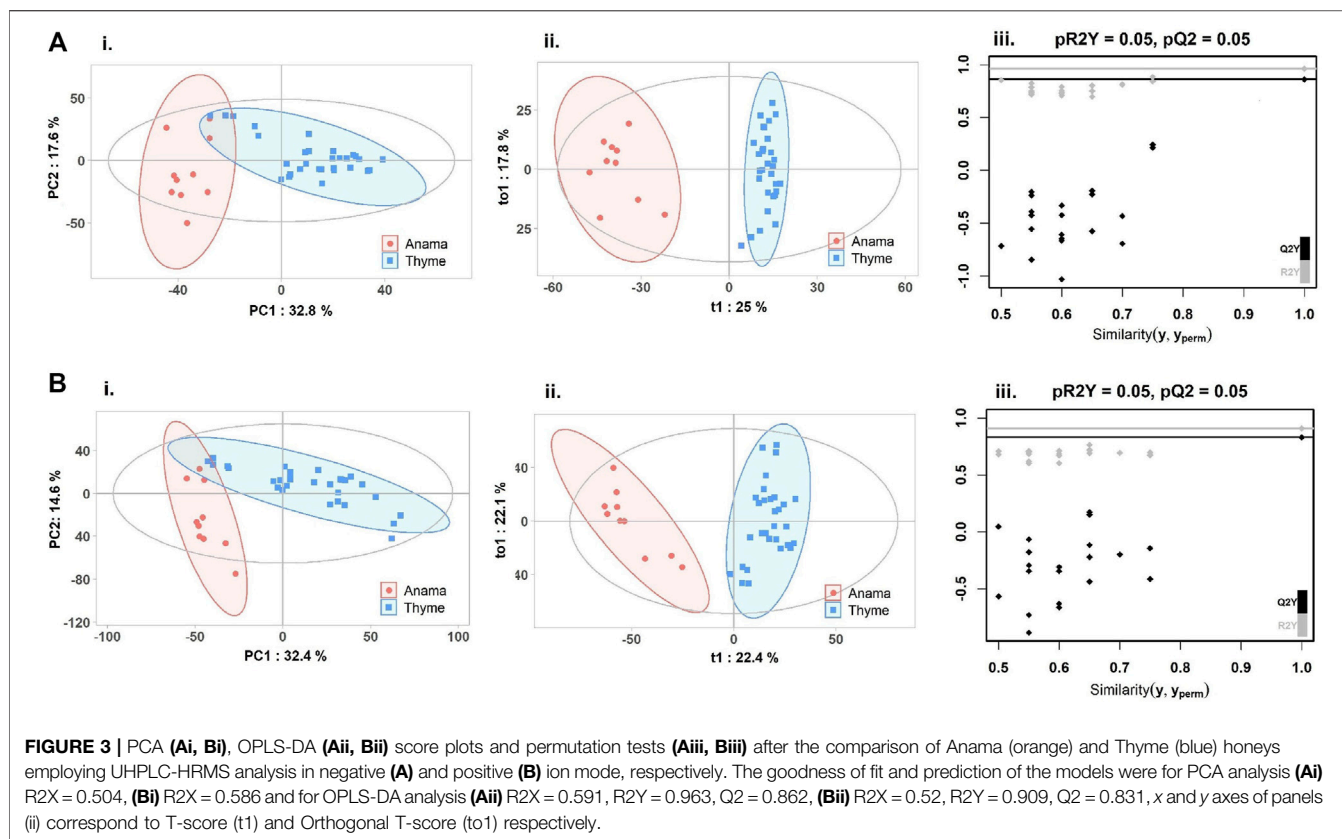 A
i.
50
0
-50
PC2 : 17.6 %
-40
0
40
PC1 : 32.8 %
Anama
Thyme
ii.
25
0
25
to1 : 17.8 %
-60
-30
0
30
60
t1 : 25 %
Anama
Thyme
iii.
pR2Y = 0.05, pQ2 = 0.05
1.0
0.5
0.0
-0.5
-1.0
Q2Y
R2Y
0.5
0.6
0.7
0.8
0.9
1.0
Similarity(y, yperm)
B
i.
40
0
-40
-80
-120
PC2: 14.6 %
-100
-50
0
50
100
PC1 : 32.4 %
Anama
Thyme
ii.
40
0
40
to1 : 22.1 %
-50
0
50
t1 : 22.4 %
Anama
Thyme
iii.
pR2Y = 0.05, pQ2 = 0.05
1.0
0.5
0.0
-0.5
Q2Y
R2Y
0.5
0.6
0.7
0.8
0.9
1.0
Similarity(y, yperm)
FIGURE 3 | PCA (Ai, Bi), OPLS-DA (Aii, Bii) score plots and permutation tests (Aiii, Biii) after the comparison of Anama (orange) and Thyme (blue) honeys
employing UHPLC-HRMS analysis in negative (A) and positive (B) ion mode, respectively. The goodness of fit and prediction of the models were for PCA analysis (Ai)
R2X = 0.504, (Bi) R2X = 0.586 and for OPLS-DA analysis (Aii) R2X = 0.591, R2Y = 0.963, Q2 = 0.862, (Bii) R2X = 0.52, R2Y = 0.909, Q2 = 0.831, x and y axes of panels
(ii) correspond to T-score (t1) and Orthogonal T-score (to1) respectively.